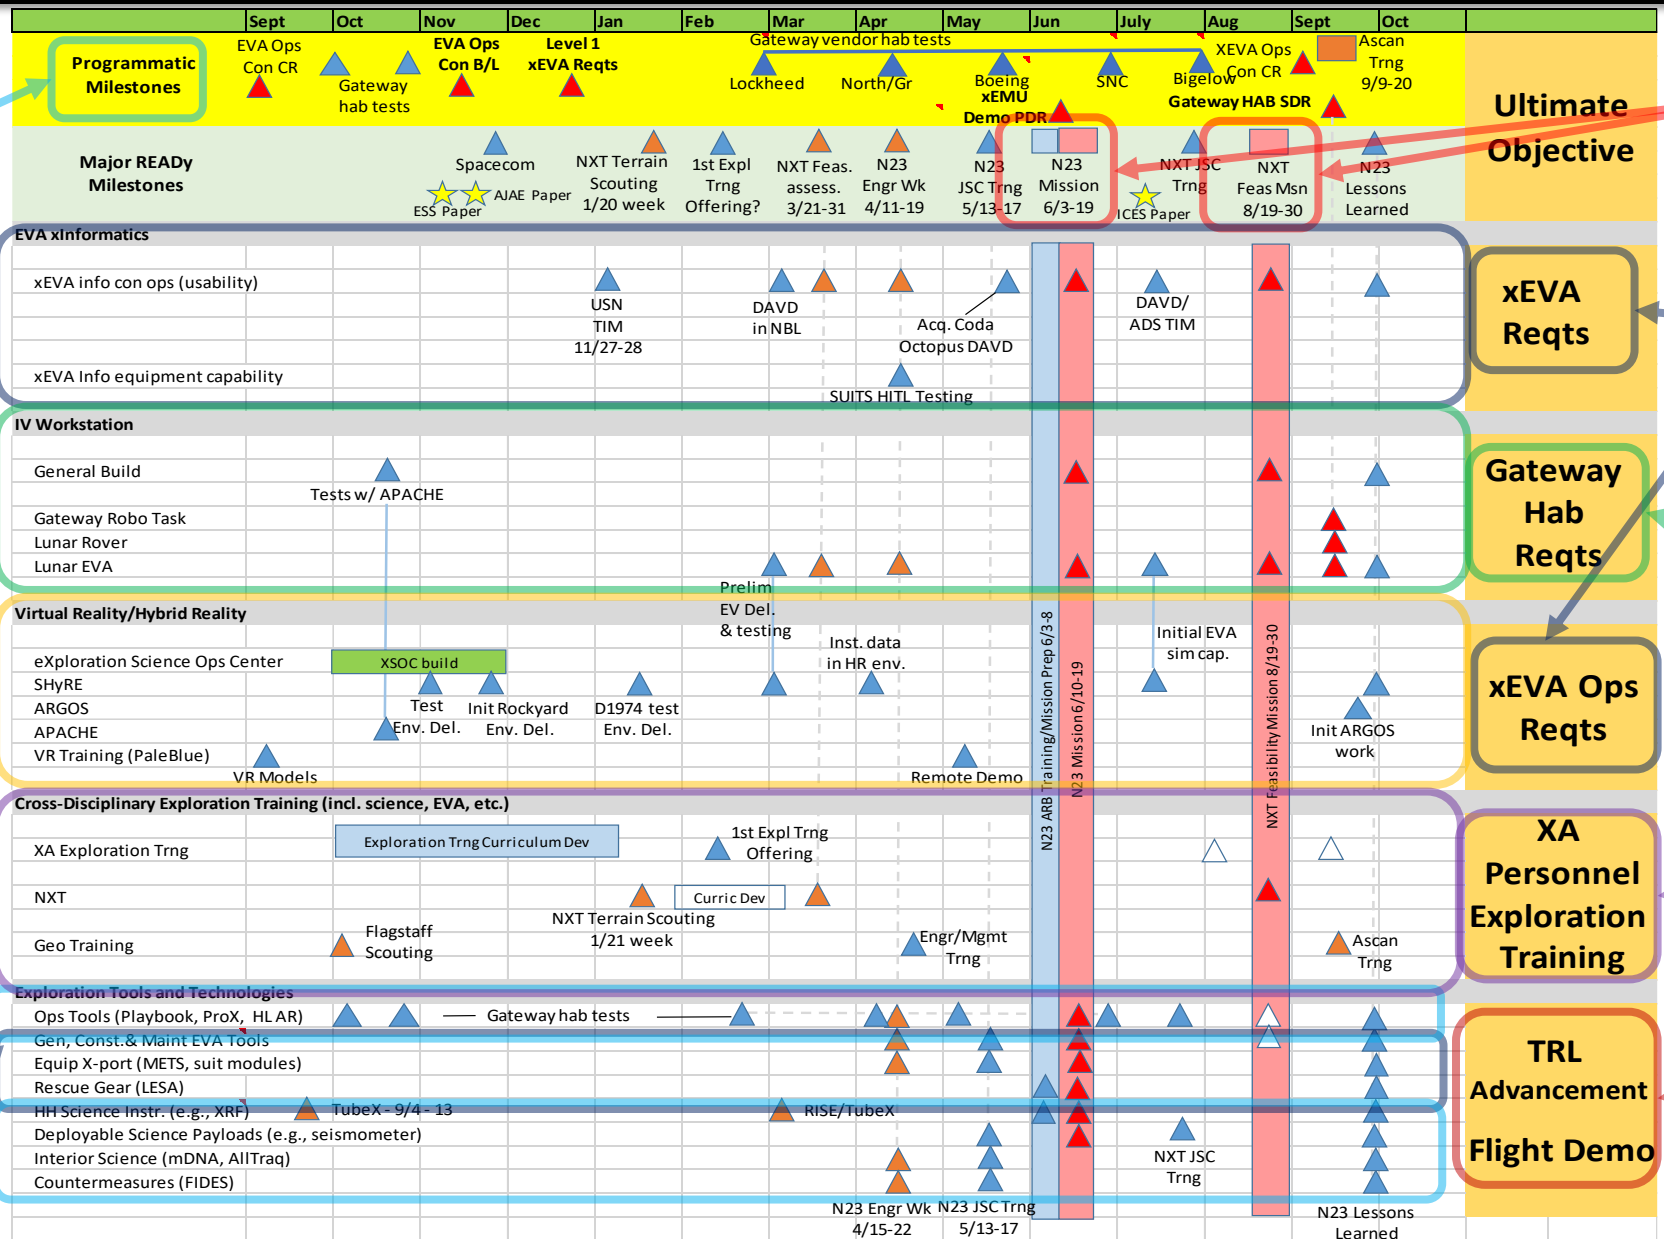 Sept Oct Nov Dec Jan Feb Mar Apr May Jun July Aug Sept Oct
Programmatic
Milestones
EVA Ops
Con CR
Gateway
hab tests
EVA Ops
Con B/L
Level 1
xEVA Reqts
Gateway vendor hab tests
Lockheed
North/Gr
Boeing
SNC
Bigelow
xEMU
Demo PDR
XEVA Ops
Con CR
Gateway HAB SDR
Ascan
Trng
9/9-20
Ultimate
Objective
Major READy
Milestones
Spacecom
ESS Paper
AJAE Paper
NXT Terrain
Scouting
1/20 week
1st Expl
Trng
Offering?
NXT Feas.
assess.
3/21-31
N23
Engr Wk
4/11-19
N23
JSC Trng
5/13-17
N23
Mission
6/3-19
ICES Paper
NXT JSC
Trng
NXT
Feas Msn
8/19-30
N23
Lessons
Learned
EVA xInformatics
xEVA info con ops (usability)
USN
TIM
11/27-28
DAVD
in NBL
Acq. Coda
Octopus DAVD
DAVD/
ADS TIM
xEVA Info equipment capability
SUITS HITL Testing
xEVA
Reqts
IV Workstation
General Build
Tests w/ APACHE
Gateway Robo Task
Lunar Rover
Lunar EVA
Prelim
EV Del.
& testing
Gateway
Hab
Reqts
Virtual Reality/Hybrid Reality
eXploration Science Ops Center
XSOC build
Inst. data
in HR env.
Initial EVA
sim cap.
SHyRE
ARGOS
APACHE
Test
Env. Del.
Init Rockyard
Env. Del.
D1974 test
Env. Del.
Init ARGOS
work
VR Training (PaleBlue)
VR Models
Remote Demo
N23 ARB Training/Mission Prep 6/3-8
N23 Mission 6/10-19
NXT Feasibility Mission 8/19-30
xEVA Ops
Reqts
Cross-Disciplinary Exploration Training (incl. science, EVA, etc.)
XA Exploration Trng
Exploration Trng Curriculum Dev
1st Expl Trng
Offering
NXT
Curric Dev
NXT Terrain Scouting
1/21 week
Geo Training
Flagstaff
Scouting
Engr/Mgmt
Trng
Ascan
Trng
XA
Personnel
Exploration
Training
Exploration Tools and Technologies
Ops Tools (Playbook, ProX, HL AR)
Gateway hab tests
Gen, Const.& Maint EVA Tools
Equip X-port (METS, suit modules)
Rescue Gear (LESA)
HH Science Instr. (e.g., XRF)
TubeX - 9/4 - 13
RISE/TubeX
Deployable Science Payloads (e.g., seismometer)
Interior Science (mDNA, AllTraq)
Countermeasures (FIDES)
NXT JSC
Trng
N23 Engr Wk
4/15-22
N23 JSC Trng
5/13-17
N23 Lessons
Learned
TRL
Advancement
Flight Demo